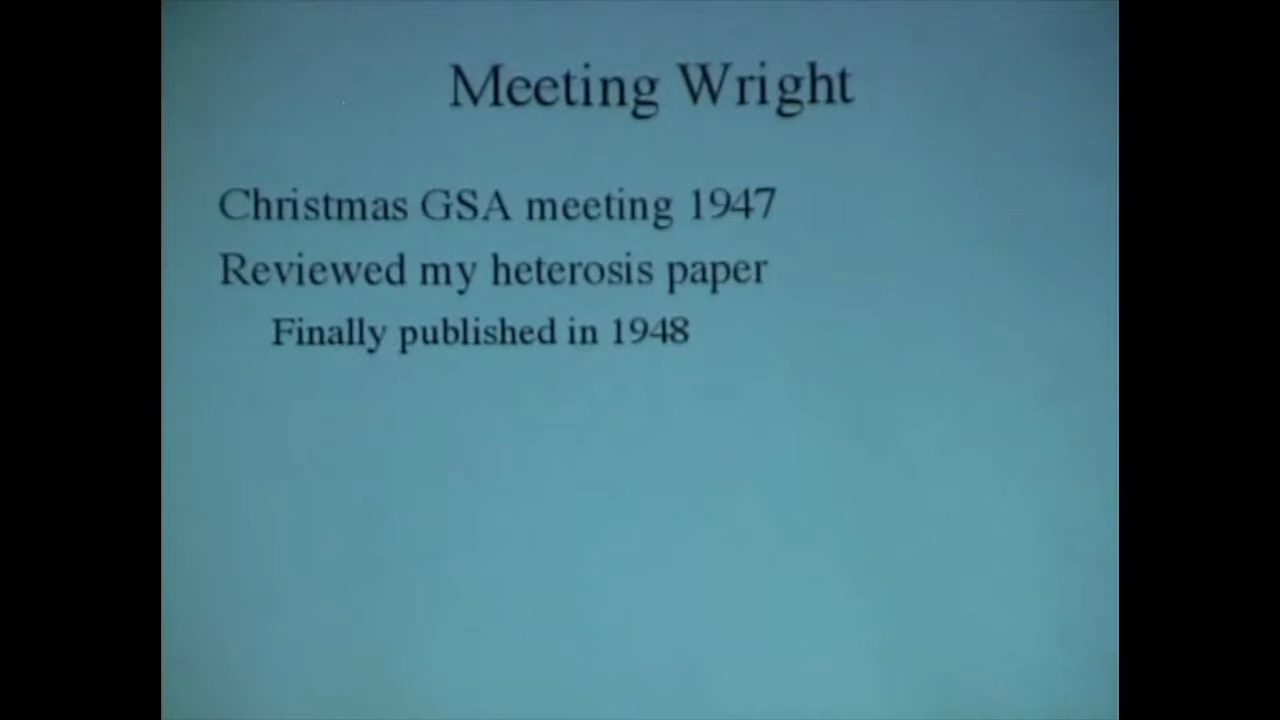 Meeting Wright
Christmas GSA meeting 1947
Reviewed my heterosis paper
Finally published in 1948